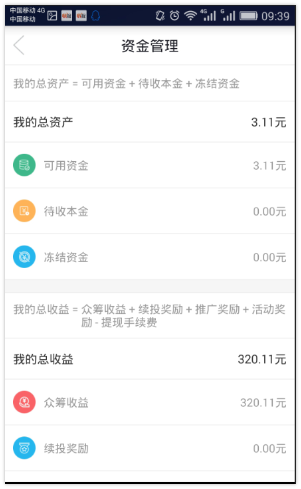 中国移动 4G
中国移动
4G
G
09:39
资金管理
我的总资产 = 可用资金 + 待收本金 + 冻结资金
我的总资产 3.11元
可用资金 3.11元
待收本金 0.00元
冻结资金 0.00元
我的总收益 = 众筹收益 + 续投奖励 + 推广奖励 + 活动奖
励 - 提现手续费
我的总收益 320.11元
众筹收益 320.11元
续投奖励 0.00元